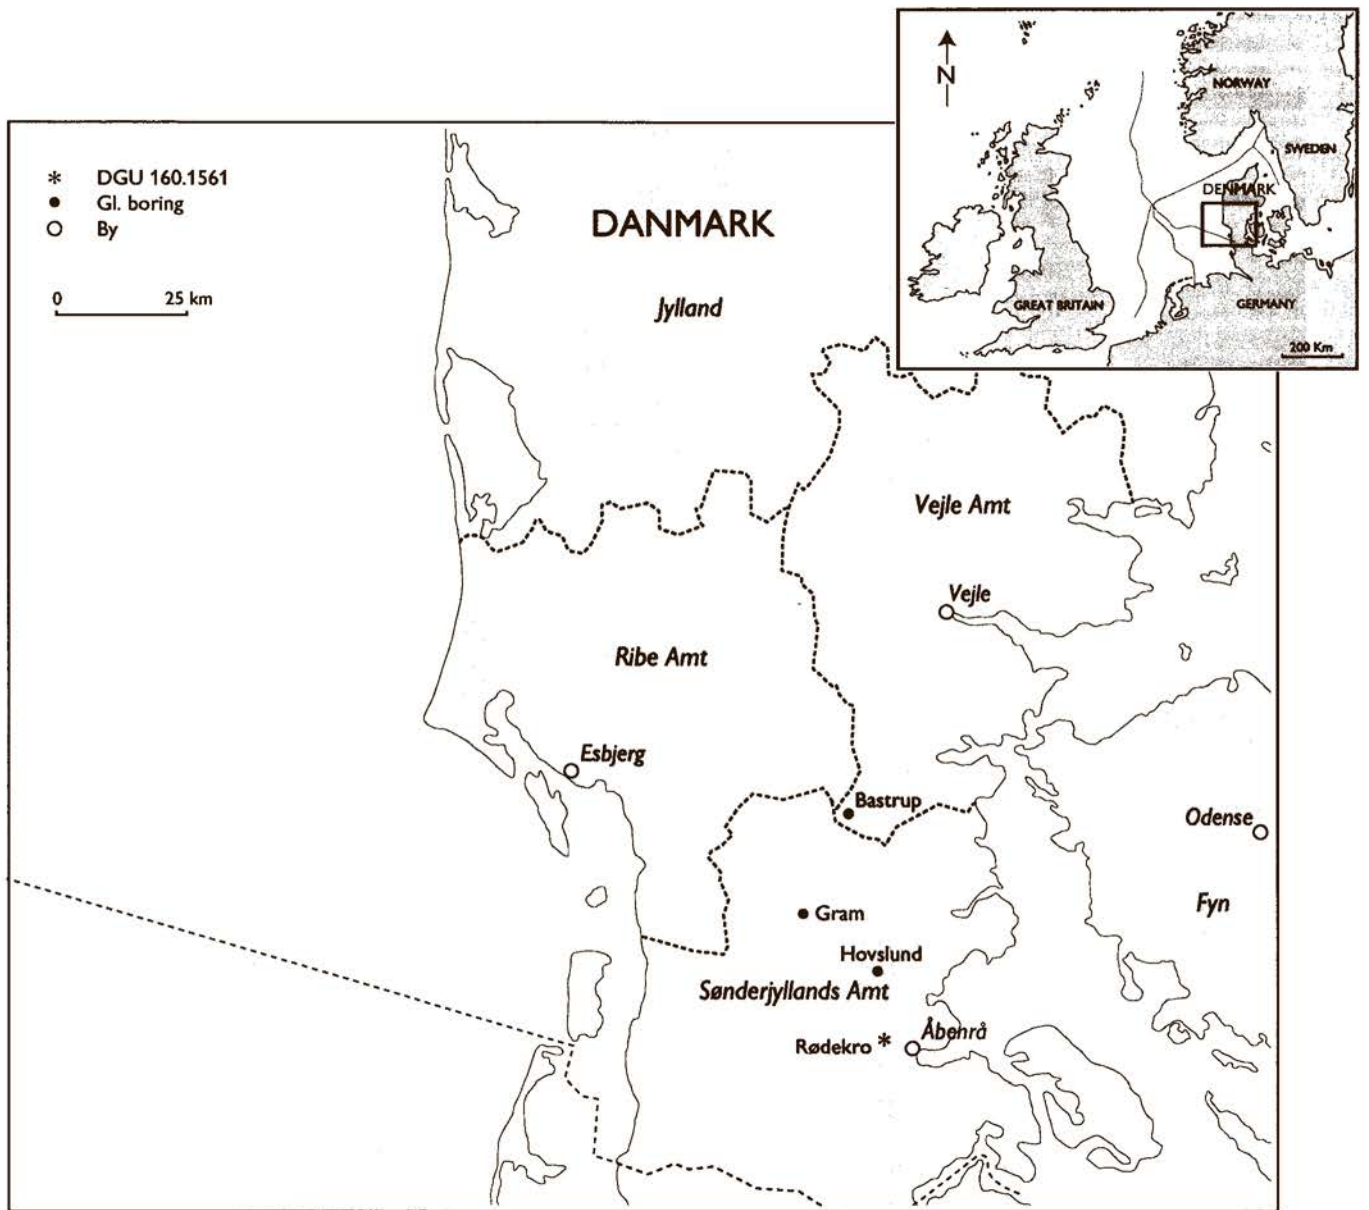 N
NORWAY
SWEDEN
DENMARK
GREAT BRITAIN
GERMANY
200 Km
* DGU 160.1561
● Gl. boring
○ By
0 25 km
DANMARK
Jylland
Vejle Amt
Vejle
Ribe Amt
Esbjerg
Bastrup
Odense
Fyn
Gram
Hovslund
Sønderjyllands Amt
Rødekro *
Åbenrå